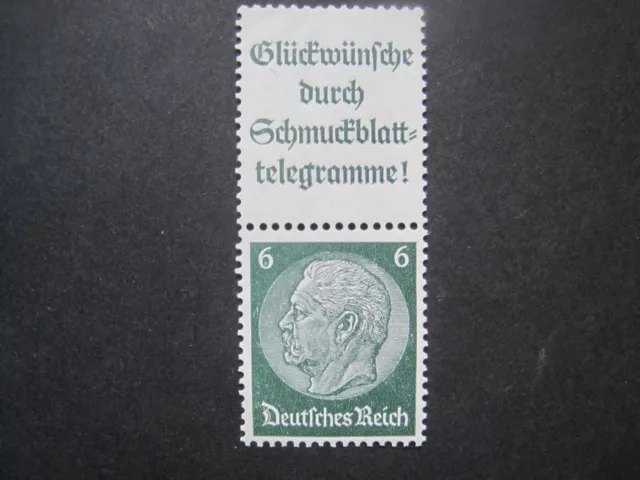 Glückwünsche
durch
Schmuckblatt-
telegramme!
6 6
Deutsches Reich